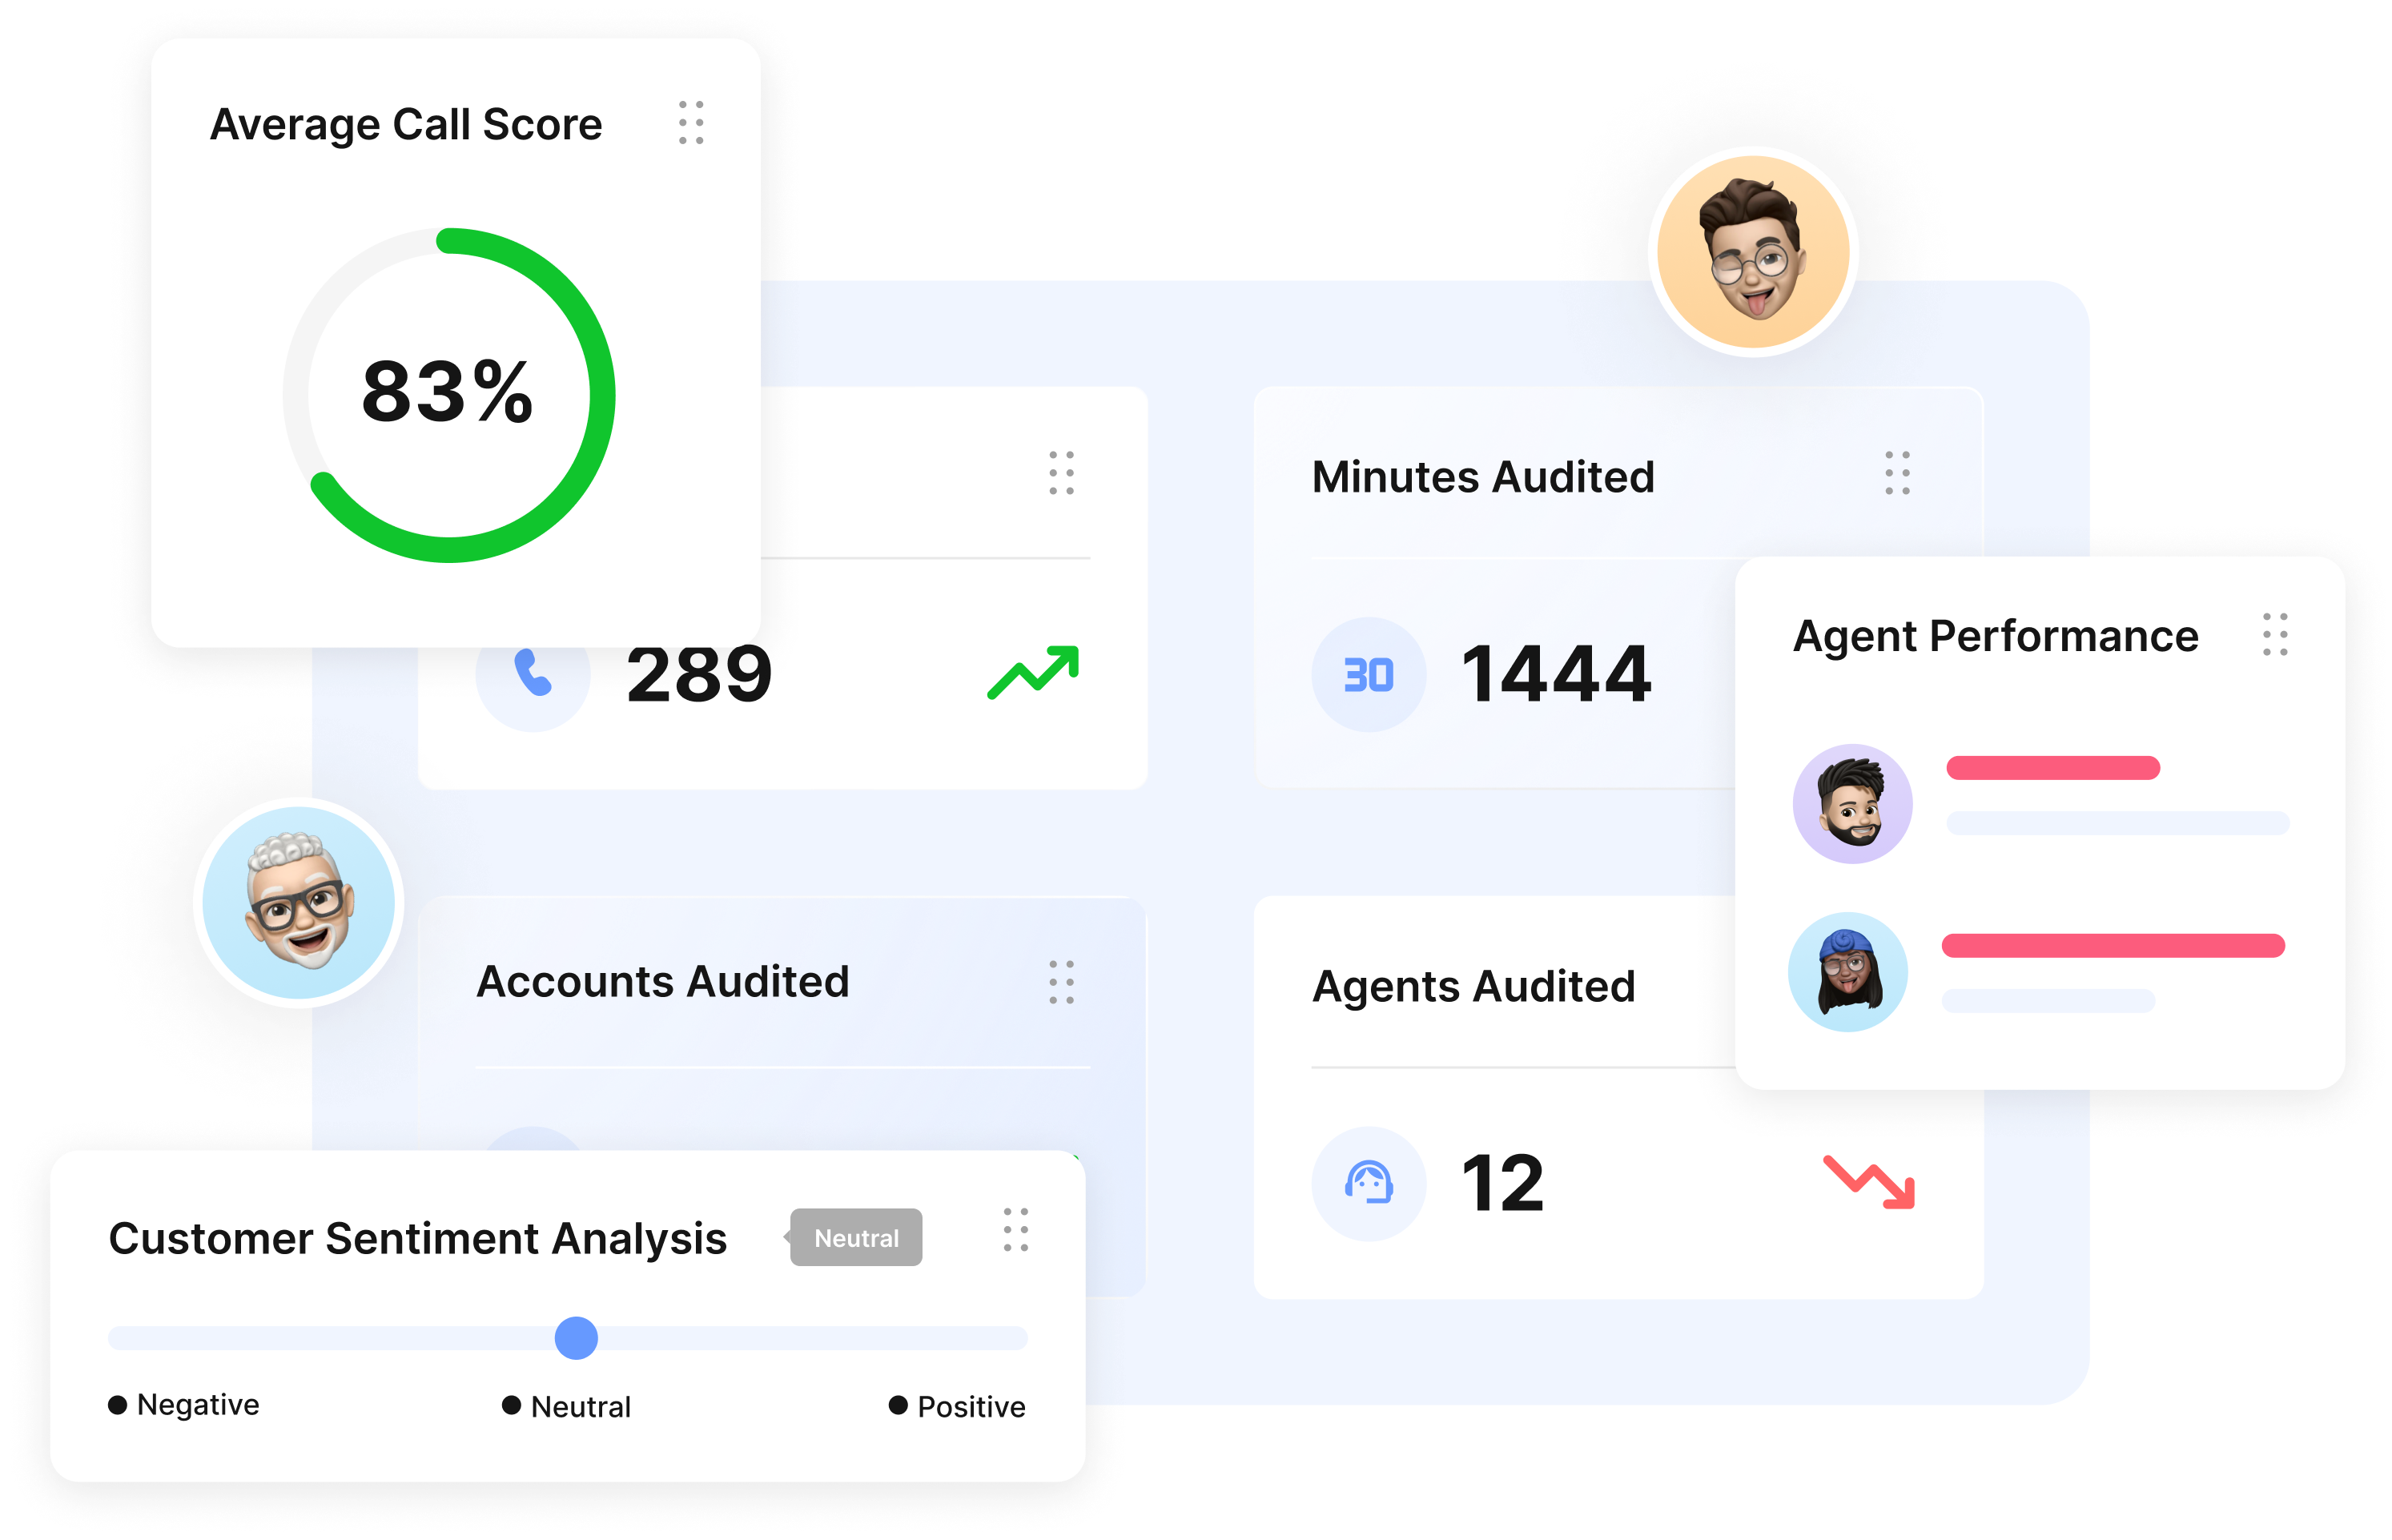 Average Call Score
83%
289
Minutes Audited
30
1444
Agent Performance
Accounts Audited
Agents Audited
12
Customer Sentiment Analysis
Neutral
Negative
Neutral
Positive